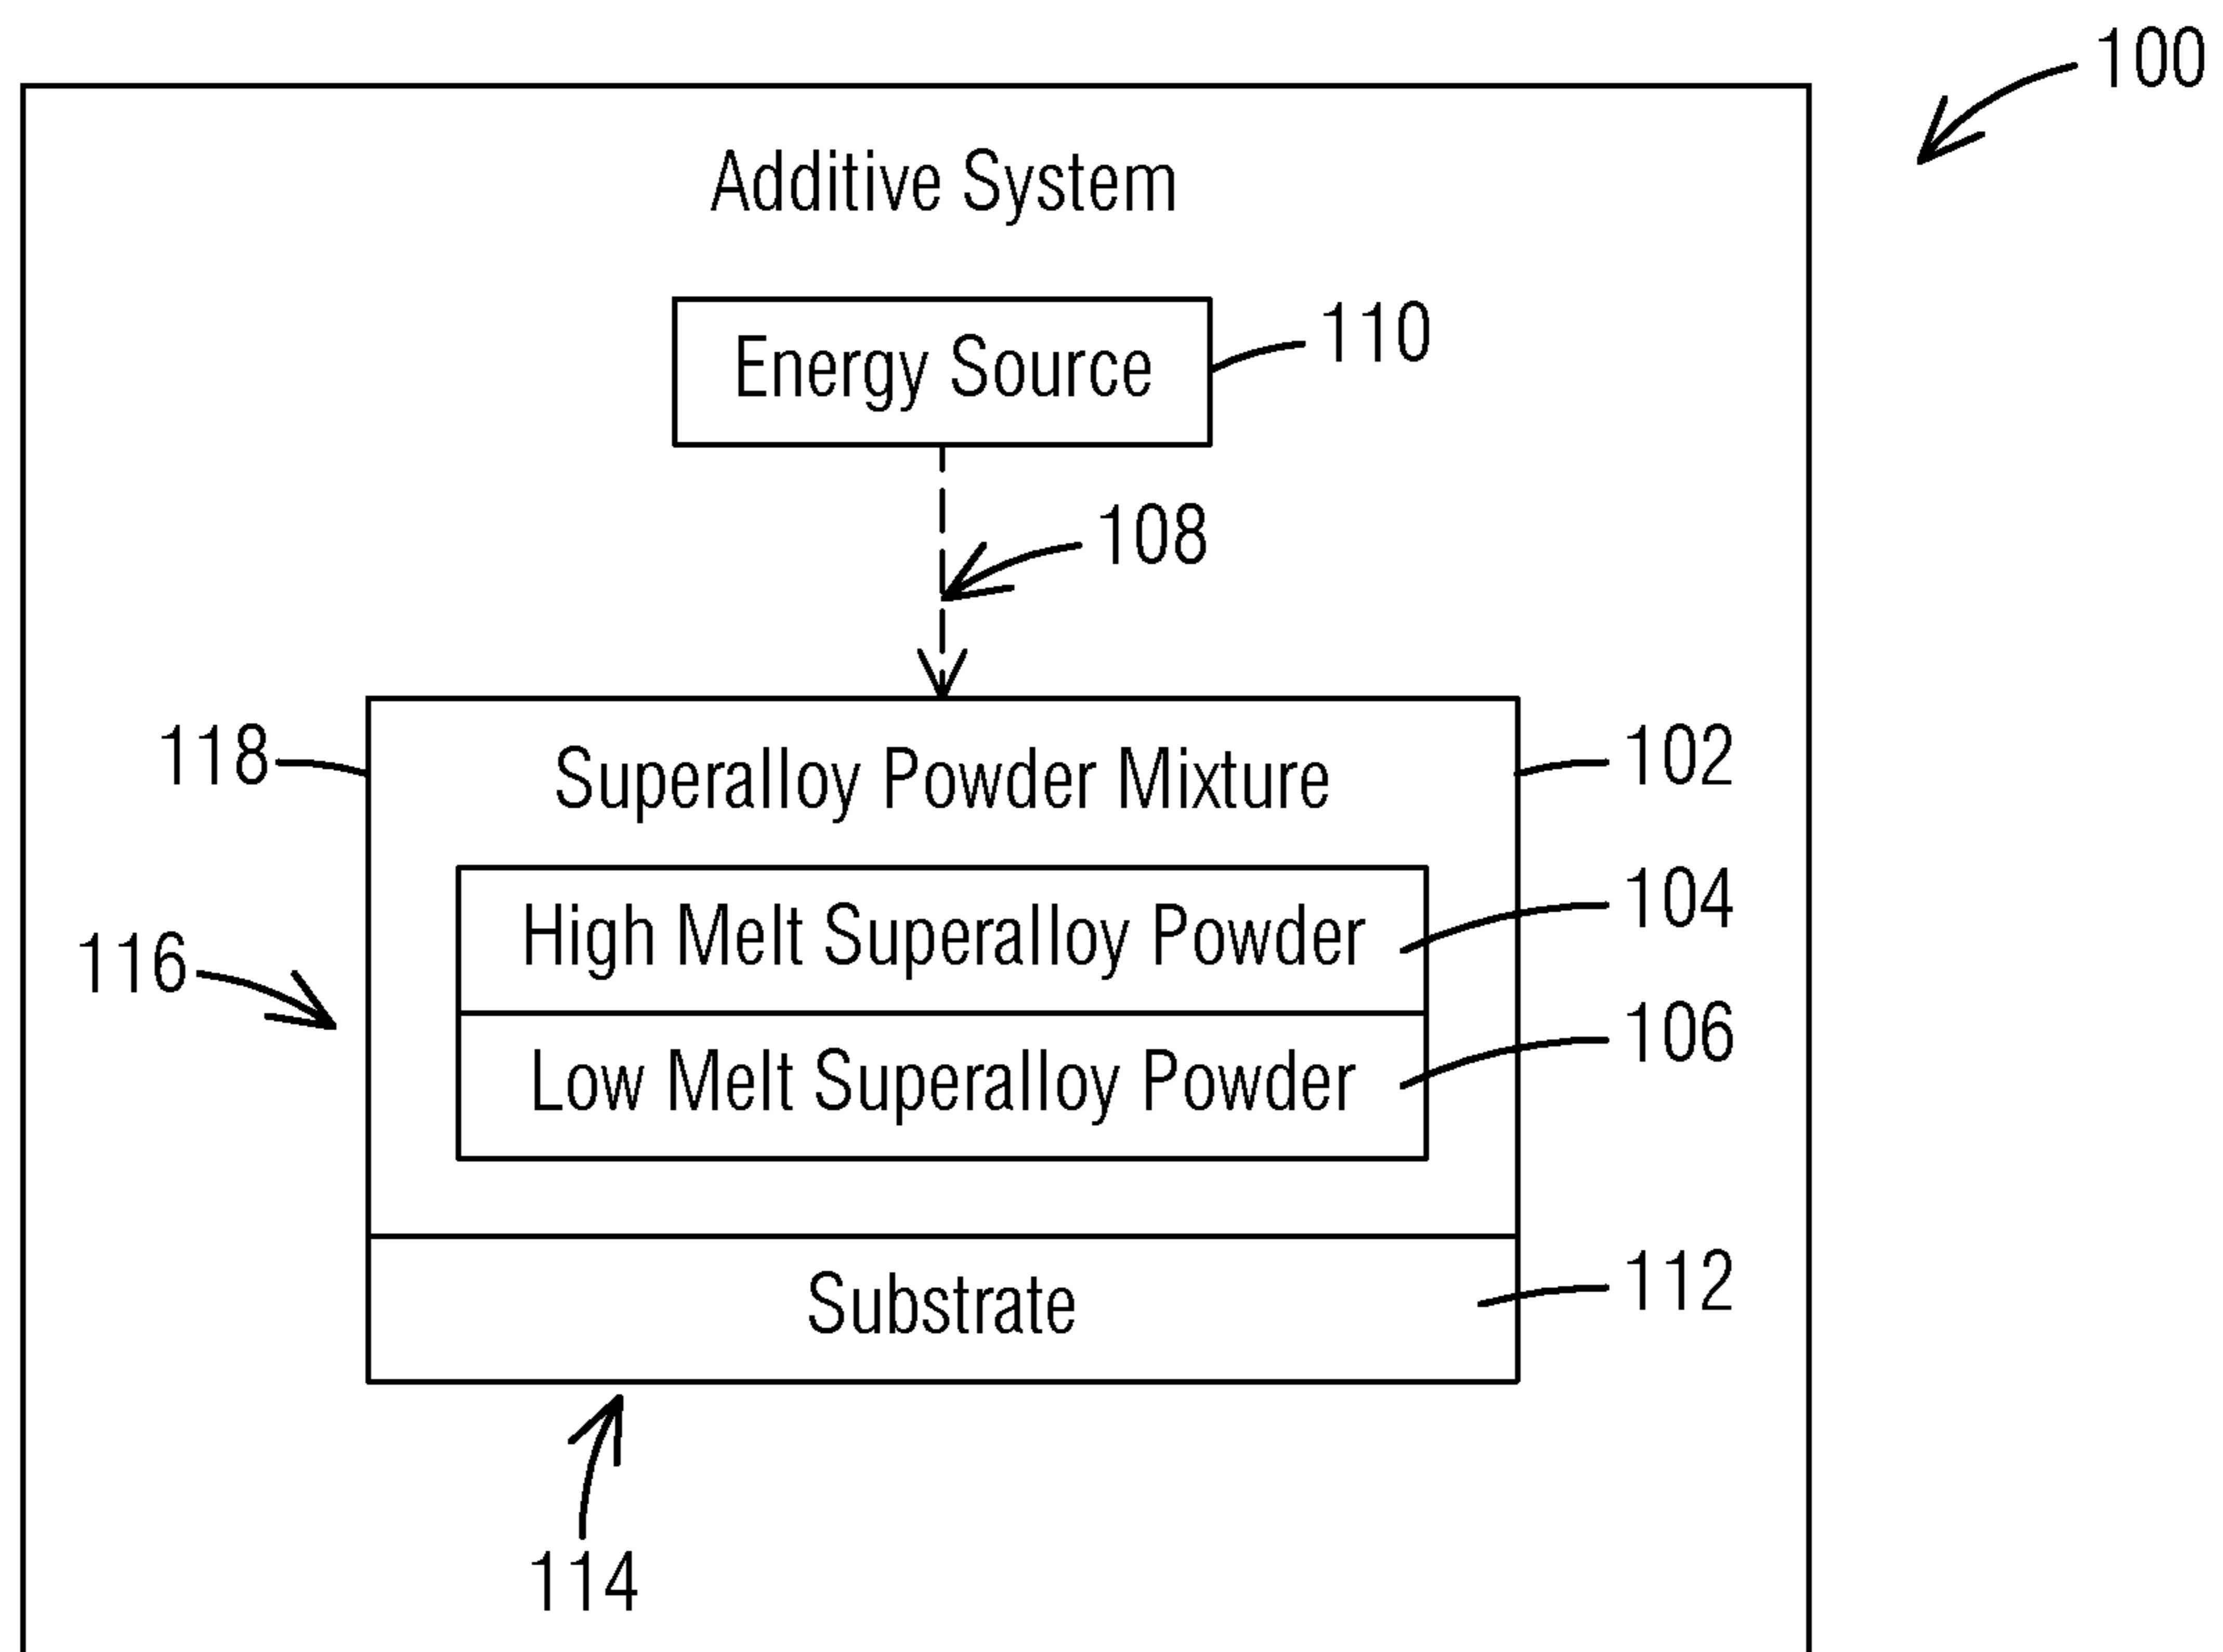 100
Additive System
Energy Source
110
108
118
Superalloy Powder Mixture
102
High Melt Superalloy Powder
104
116
Low Melt Superalloy Powder
106
Substrate
112
114